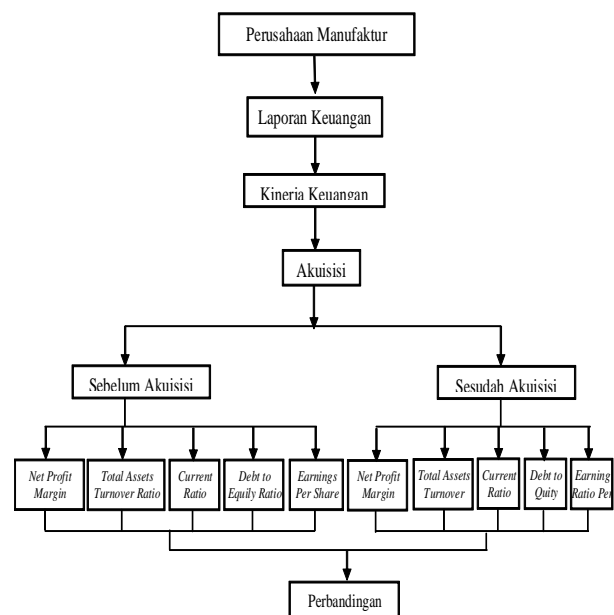 Perusahaan Manufaktur
Laporan Keuangan
Kinerja Keuangan
Akuisisi
Sebelum Akuisisi
Sesudah Akuisisi
Net Profit
Margin
Total Assets
Turnover Ratio
Current
Ratio
Debt to
Equily Ratio
Earnings
Per Share
Net Profit
Margin
Total Assets
Turnover
Current
Ratio
Debt to
Quity
Earning
Ratio Per
Perbandingan